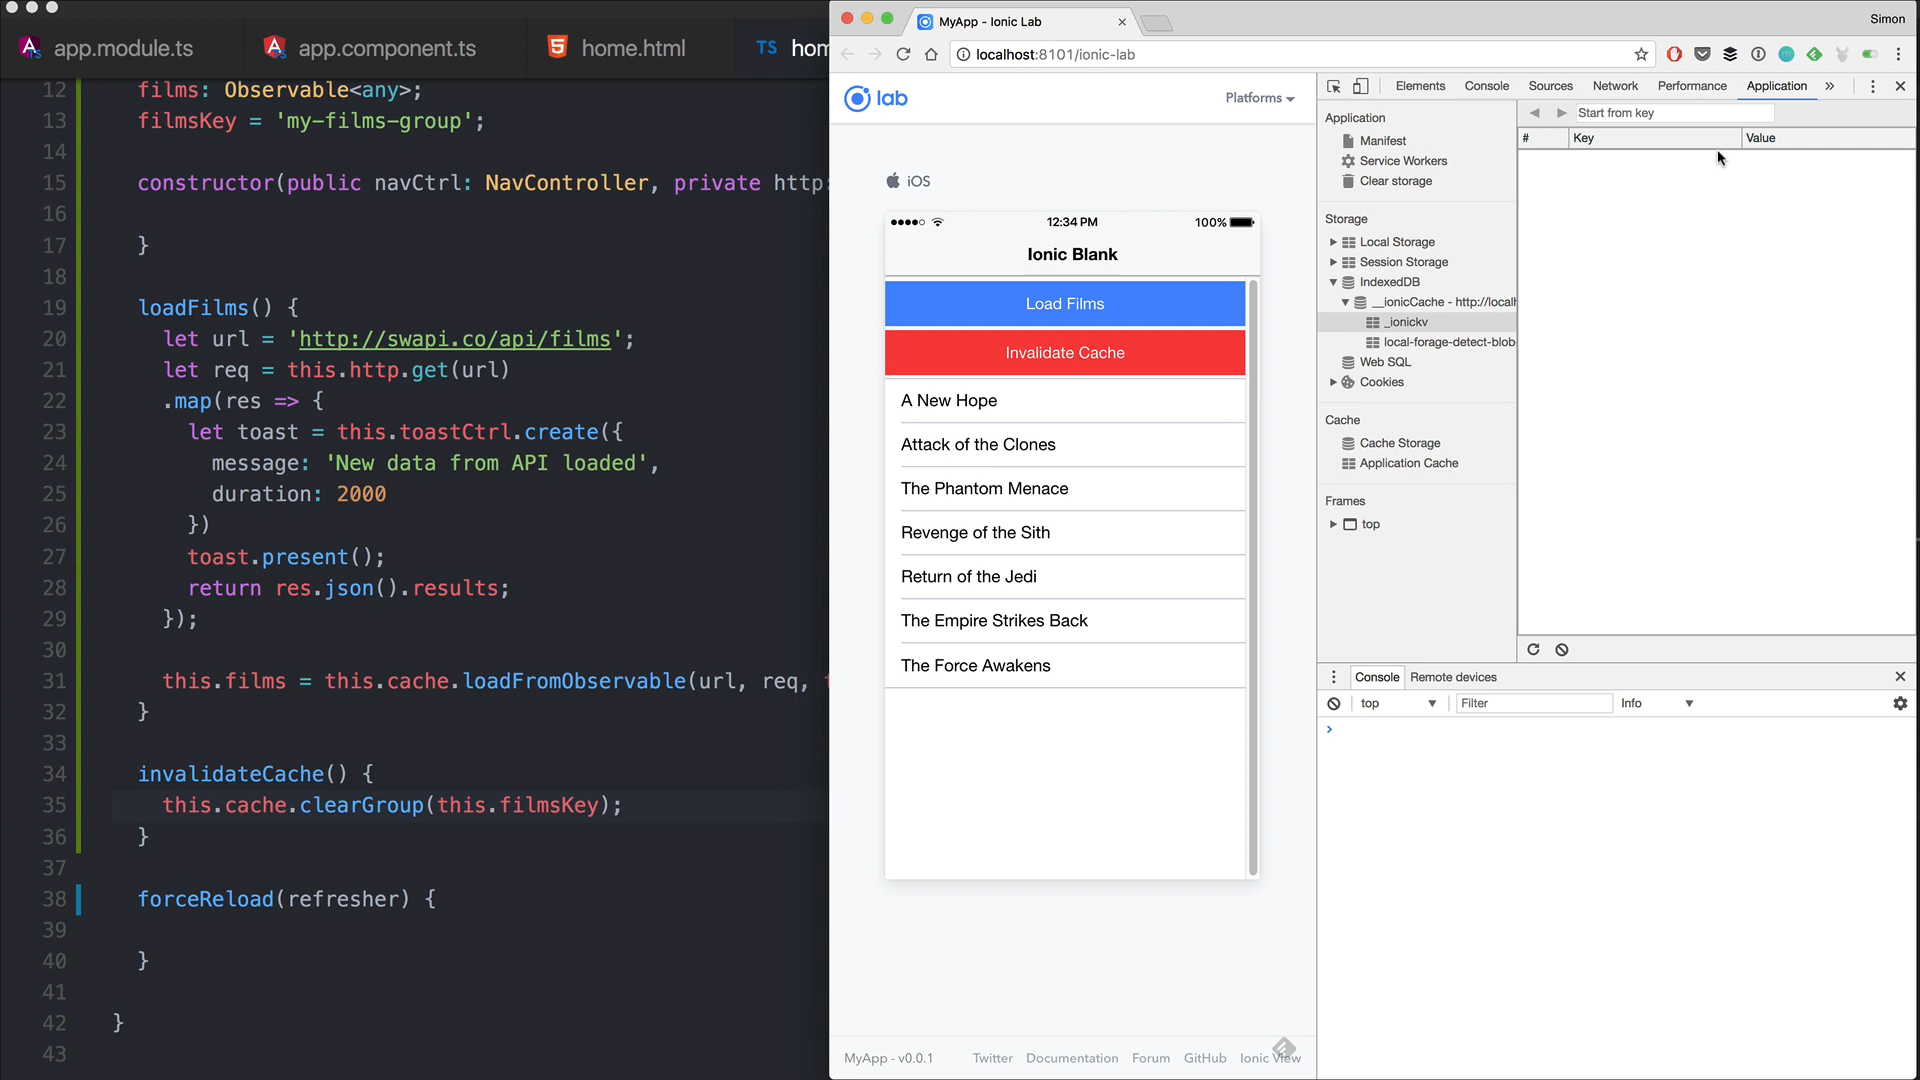 app.module.ts
app.component.ts
home.html
TS hom
12 films: Observable<any>;
13 filmsKey = 'my-films-group';
14
15 constructor(public navCtrl: NavController, private http:
16
17 }
18
19 loadFilms() {
20 let url = 'http://swapi.co/api/films';
21 let req = this.http.get(url)
22 .map(res => {
23 let toast = this.toastCtrl.create({
24 message: 'New data from API loaded',
25 duration: 2000
26 })
27 toast.present();
28 return res.json().results;
29 });
30
31 this.films = this.cache.loadFromObservable(url, req, t
32 }
33
34 invalidateCache() {
35 this.cache.clearGroup(this.filmsKey);
36 }
37
38 forceReload(refresher) {
39
40 }
41
42 }
43
MyApp - Ionic Lab
Simon
localhost:8101/ionic-lab
lab
Platforms
iOS
12:34 PM
100%
Ionic Blank
Load Films
Invalidate Cache
A New Hope
Attack of the Clones
The Phantom Menace
Revenge of the Sith
Return of the Jedi
The Empire Strikes Back
The Force Awakens
MyApp - v0.0.1
Twitter
Documentation
Forum
GitHub
Ionic View
Elements
Console
Sources
Network
Performance
Application
»
Application
Manifest
Service Workers
Clear storage
Storage
Local Storage
Session Storage
IndexedDB
__ionicCache - http://localh
_ionickv
local-forage-detect-blob-
Web SQL
Cookies
Cache
Cache Storage
Application Cache
Frames
top
Start from key
#
Key
Value
Console
Remote devices
top
Filter
Info